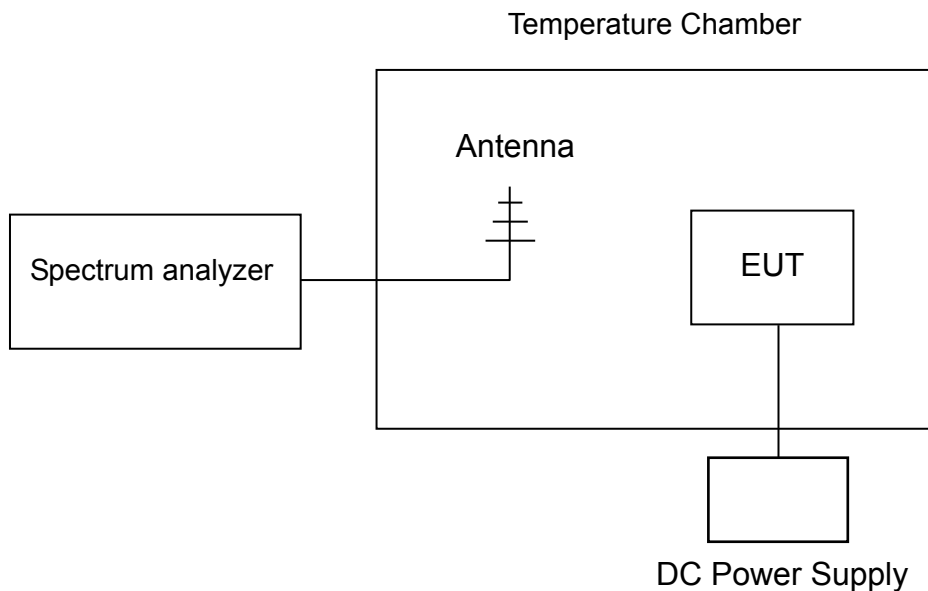 Temperature Chamber
Antenna
Spectrum analyzer
EUT
DC Power Supply